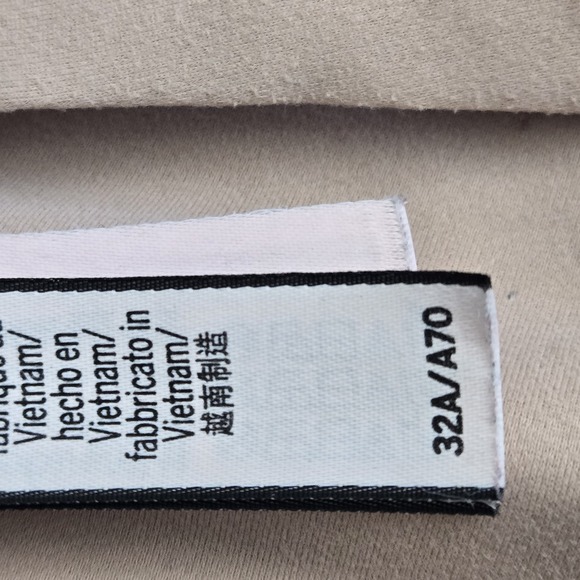 Vietnam/
hecho en
Vietnam/
fabbricato in
Vietnam/
越南制造
32A/A70